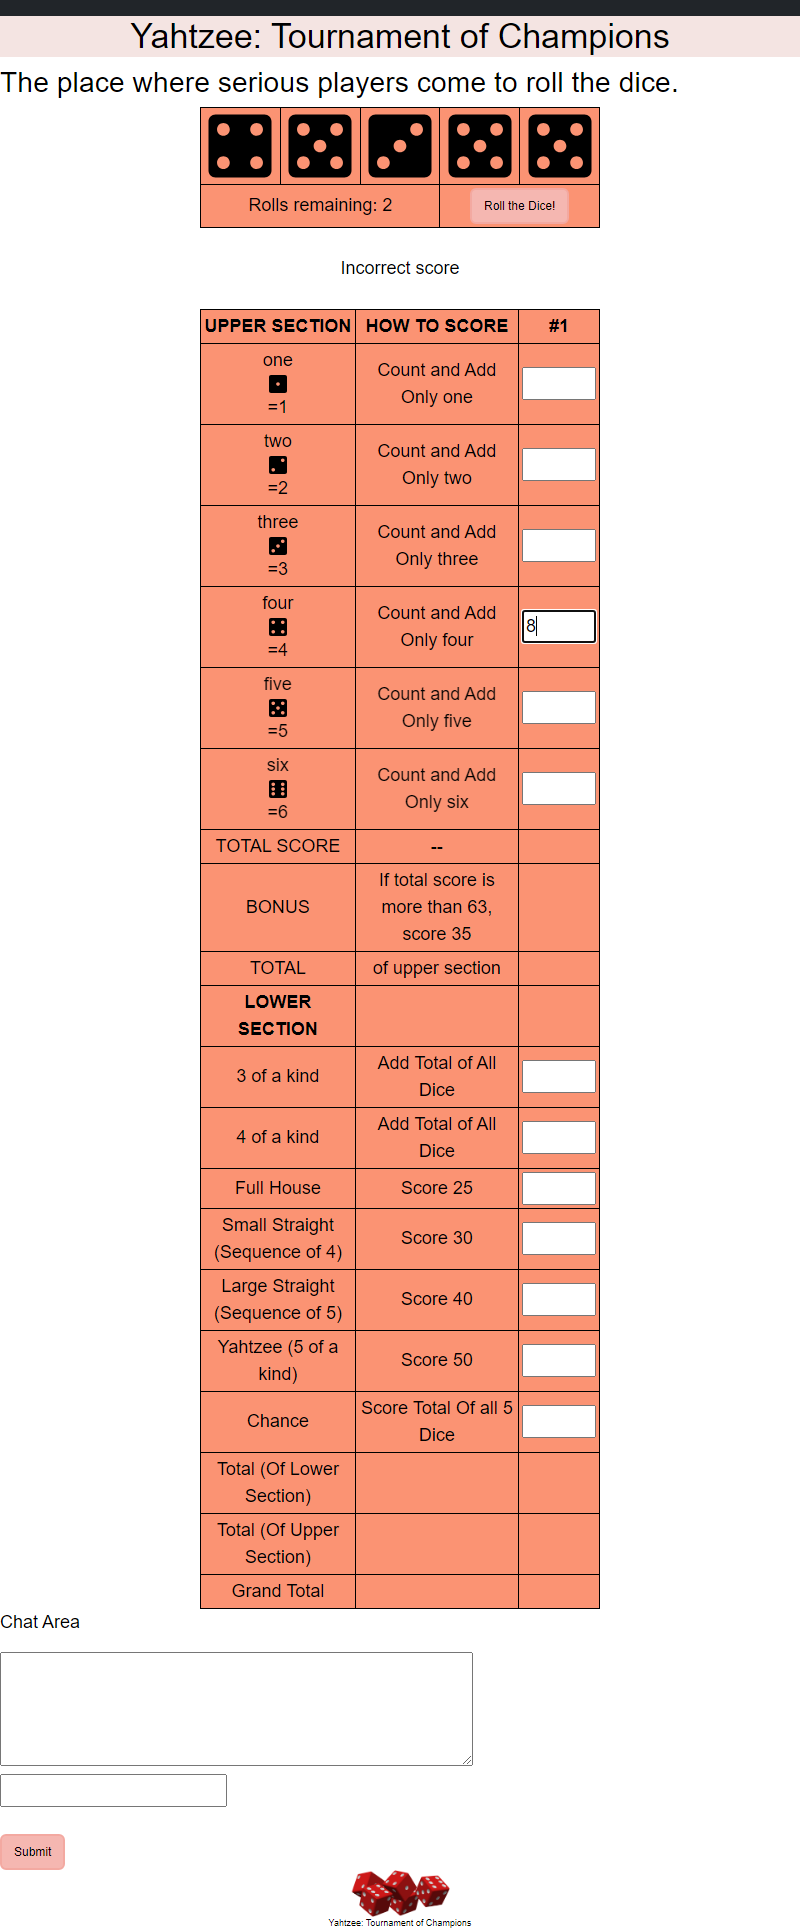 Yahtzee: Tournament of Champions
The place where serious players come to roll the dice.
Rolls remaining: 2
Roll the Dice!
Incorrect score
UPPER SECTION HOW TO SCORE #1
one
=1
Count and Add
Only one
two
=2
Count and Add
Only two
three
=3
Count and Add
Only three
four
=4
Count and Add
Only four
8
five
=5
Count and Add
Only five
six
=6
Count and Add
Only six
TOTAL SCORE --
BONUS
If total score is
more than 63,
score 35
TOTAL of upper section
LOWER
SECTION
3 of a kind
Add Total of All
Dice
4 of a kind
Add Total of All
Dice
Full House Score 25
Small Straight
(Sequence of 4)
Score 30
Large Straight
(Sequence of 5)
Score 40
Yahtzee (5 of a
kind)
Score 50
Chance
Score Total Of all 5
Dice
Total (Of Lower
Section)
Total (Of Upper
Section)
Grand Total
Chat Area
Submit
Yahtzee: Tournament of Champions